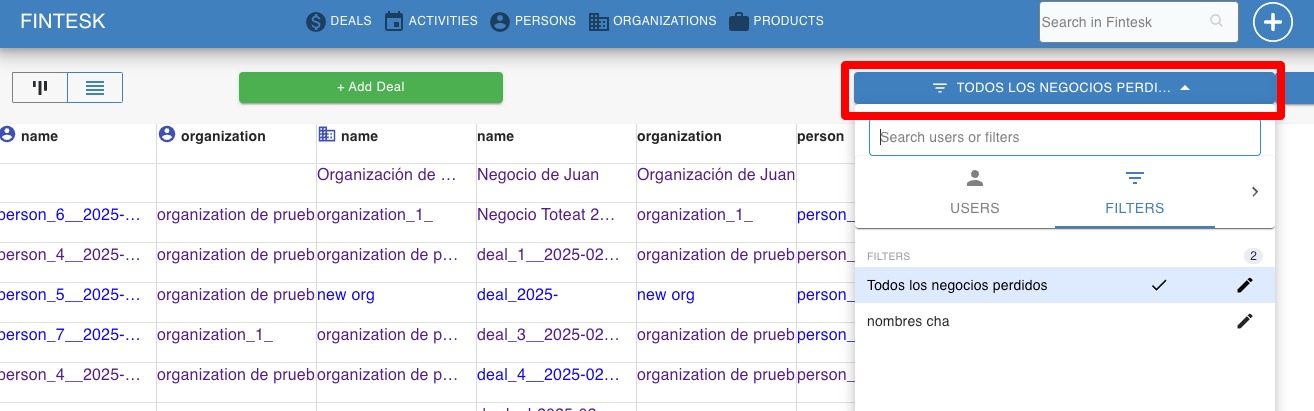 FINTESK
DEALS
ACTIVITIES
PERSONS
ORGANIZATIONS
PRODUCTS
Search in Fintesk
+ Add Deal
TODOS LOS NEGOCIOS PERDI...
Search users or filters
USERS
FILTERS
FILTERS
2
Todos los negocios perdidos
nombres cha
name organization name name organization person
Organización de ... Negocio de Juan Organización de Juan
person_6__2025-... organization de prueb organization_1_ Negocio Toteat 2... organization_1_ person_
person_4__2025-... organization de prueb organization de p... deal_1__2025-02... organization de prueb person_
person_5__2025-... organization de prueb new org deal_2025- new org person_
person_7__2025-... organization_1_ organization de p... deal_3__2025-02... organization de prueb person_
person_4__2025-... organization de prueb organization de p... deal_4__2025-02... organization de prueb person_